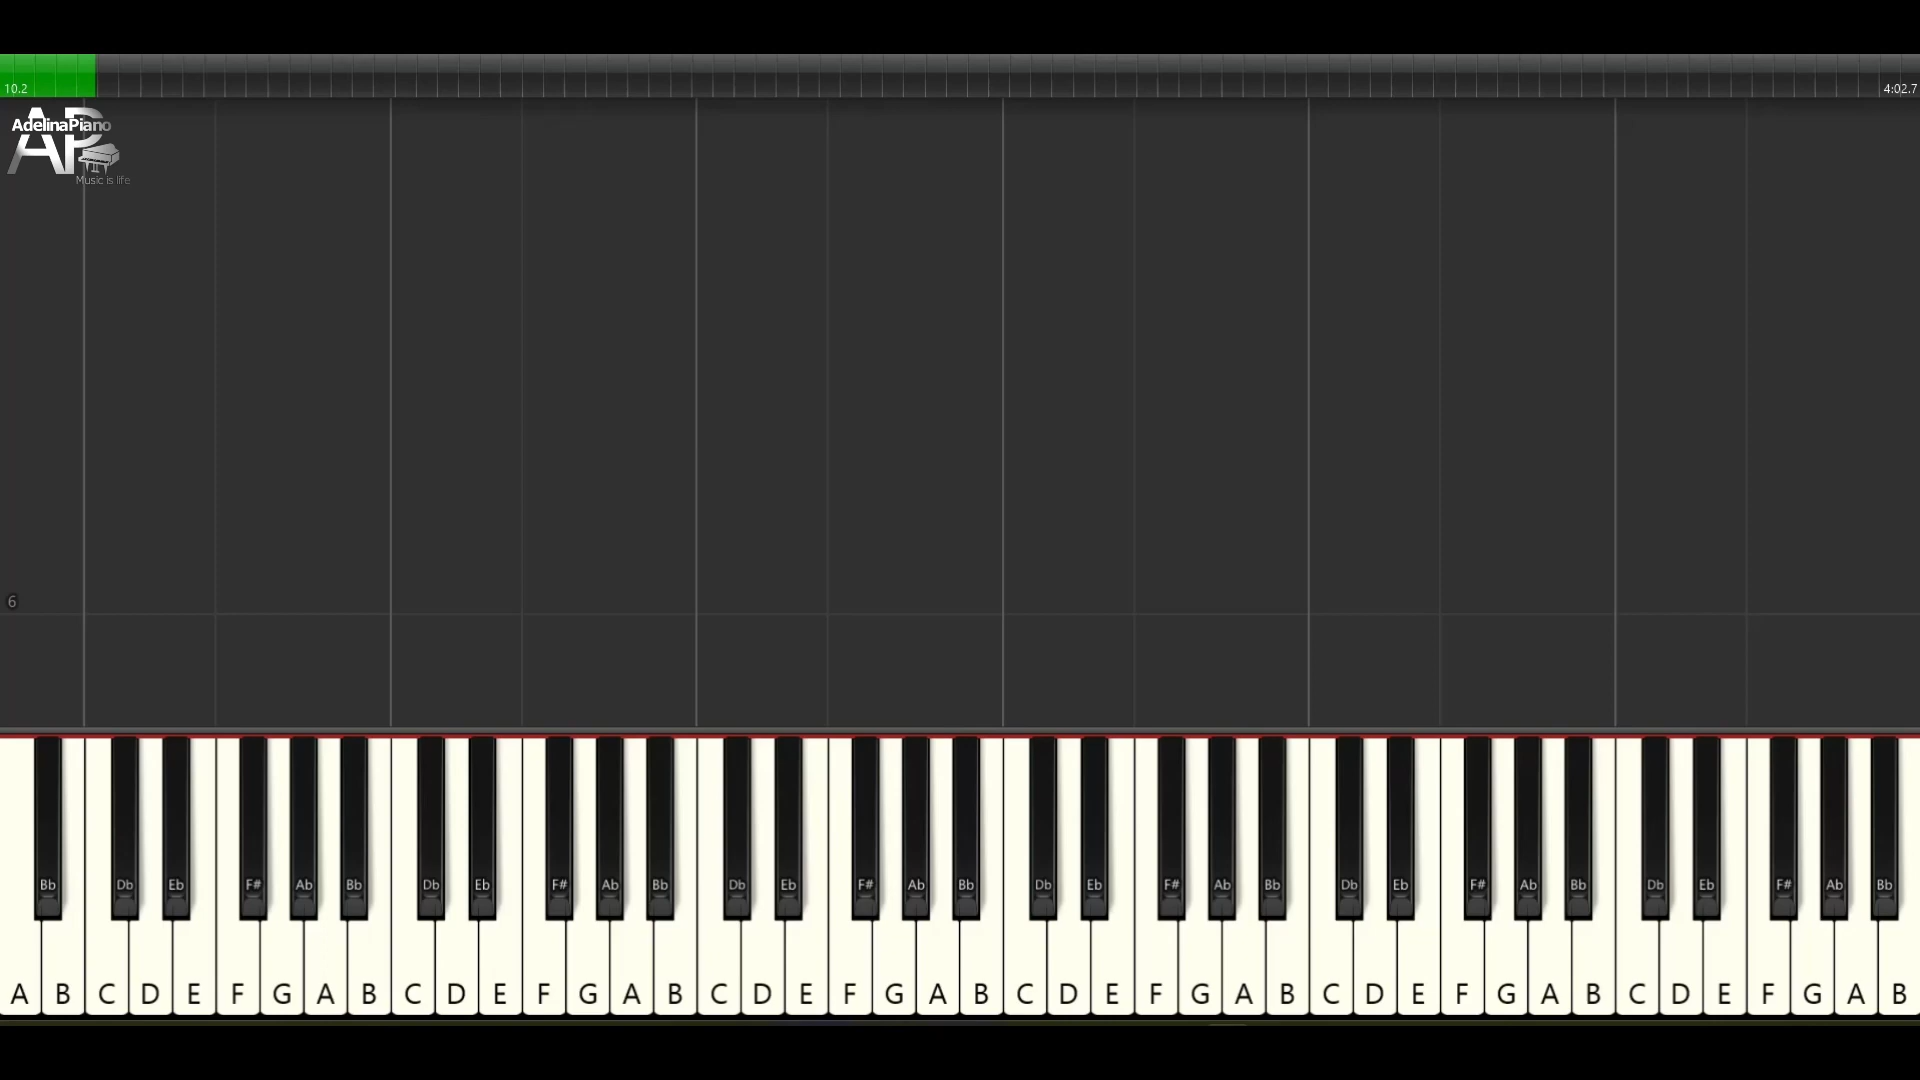 10.2
4:02.7
AdelinaPiano
AP
Music is life
6
Bb Db Eb F# Ab Bb Db Eb F# Ab Bb Db Eb F# Ab Bb Db Eb F# Ab Bb Db Eb F# Ab Bb Db Eb F# Ab Bb
A B C D E F G A B C D E F G A B C D E F G A B C D E F G A B C D E F G A B C D E F G A B